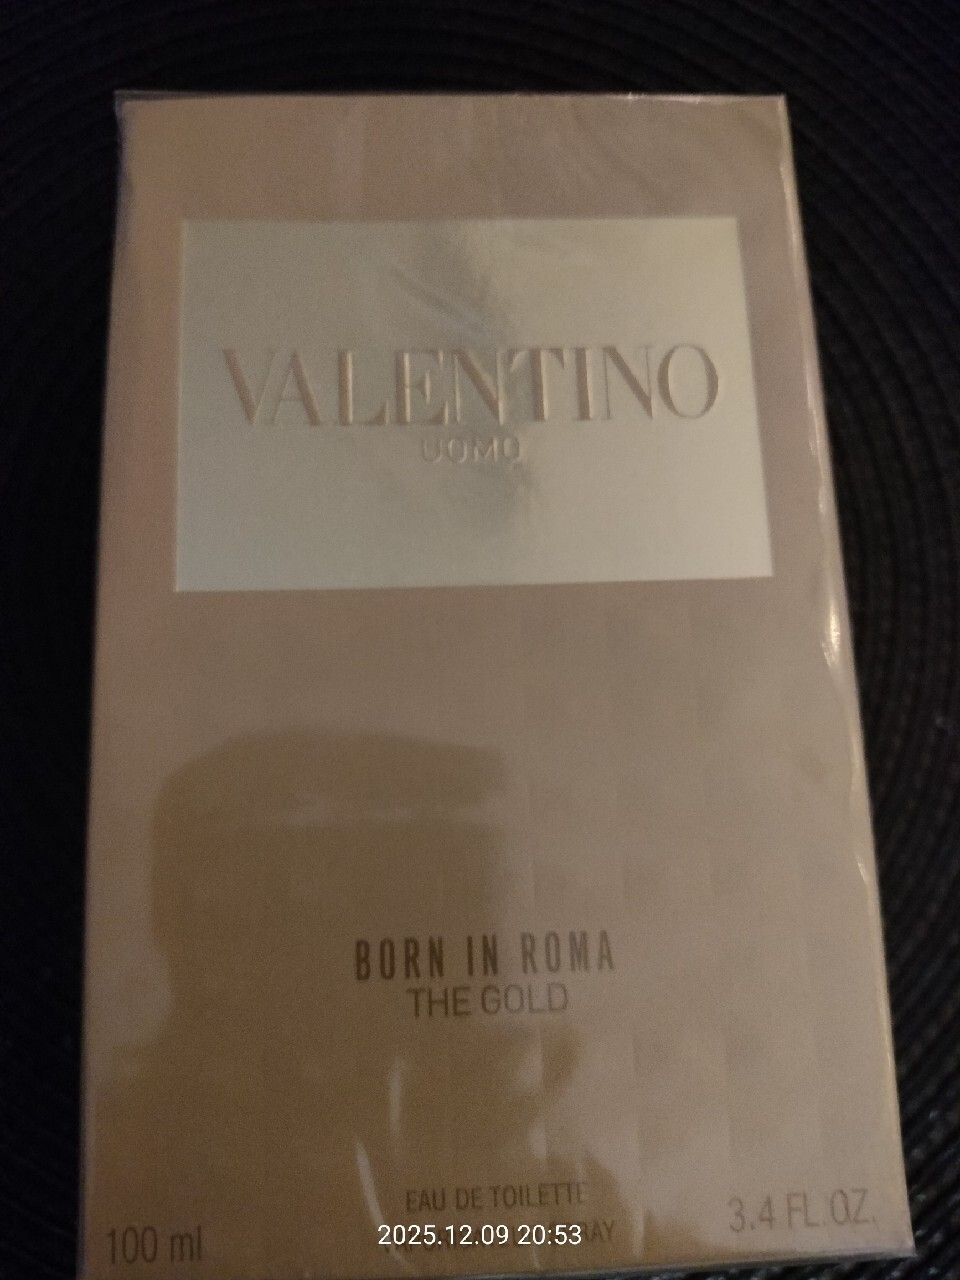 VALENTINO
UOMO
BORN IN ROMA
THE GOLD
EAU DE TOILETTE
100 ml
3.4 FL.OZ.
2025.12.09 20:53